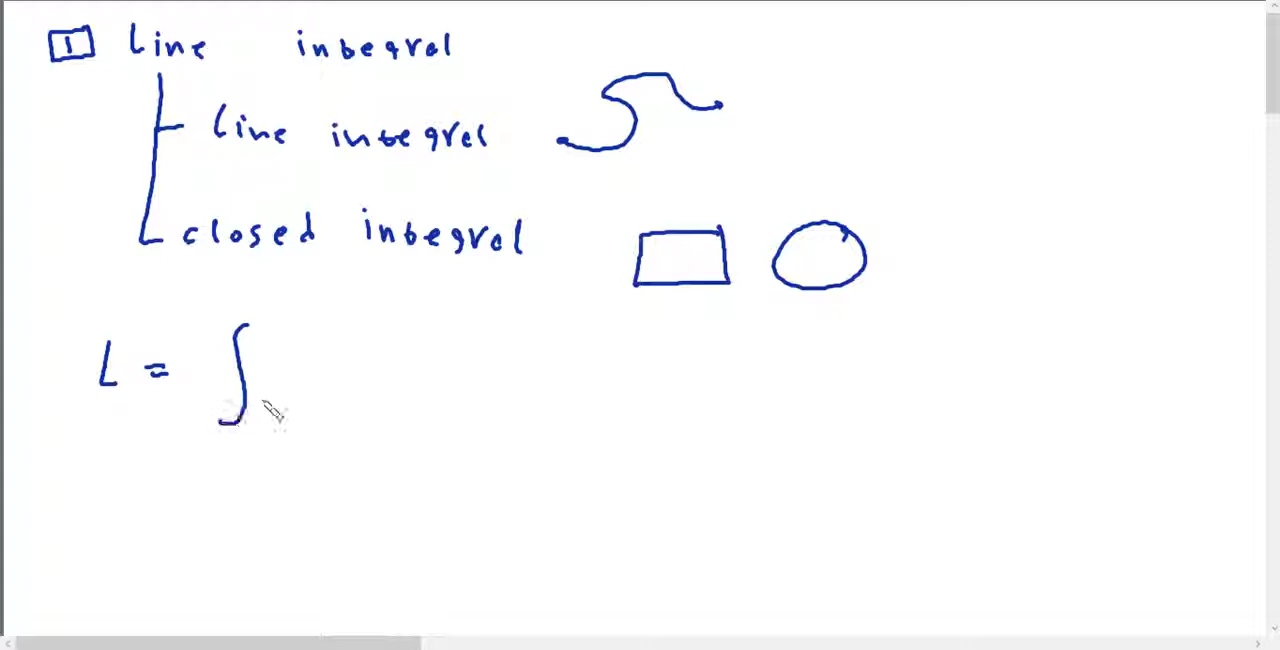 1 Line integral
Line integral
closed integral
L = ∫